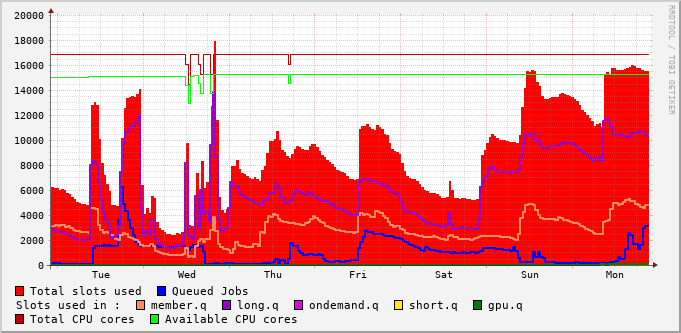 RRDTOOL / TOBI OETIKER
20000
18000
16000
14000
12000
10000
8000
6000
4000
2000
0
Tue Wed Thu Fri Sat Sun Mon
Total slots used Queued Jobs
Slots used in : member.q long.q ondemand.q short.q gpu.q
Total CPU cores Available CPU cores